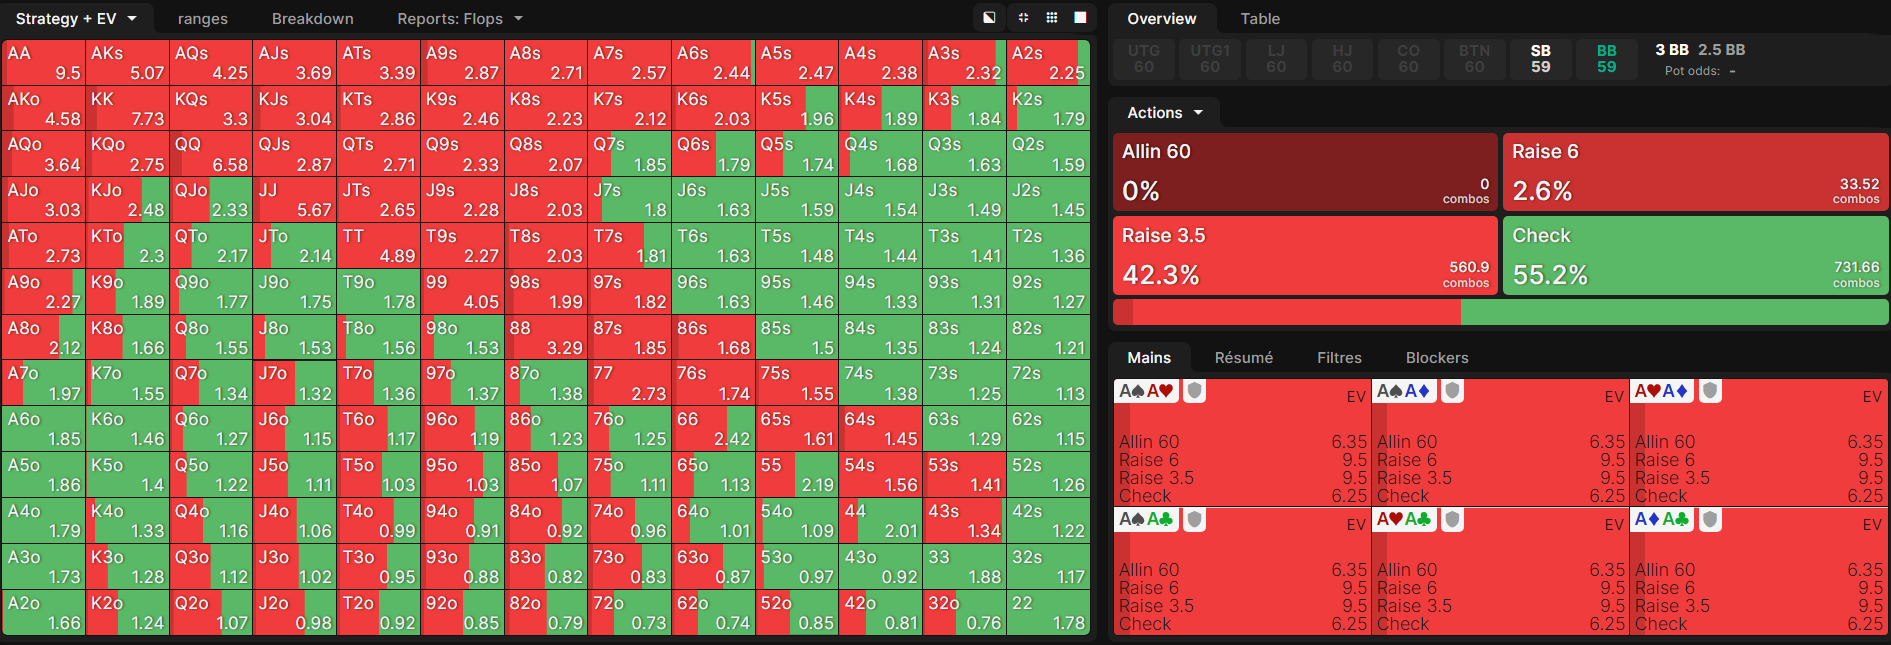 Strategy + EV ranges Breakdown Reports: Flops
AA AKs AQs AJs ATs A9s A8s A7s A6s A5s A4s A3s A2s
9.5 5.07 4.25 3.69 3.39 2.87 2.71 2.57 2.44 2.47 2.38 2.32 2.25
AKo KK KQs KJs KTs K9s K8s K7s K6s K5s K4s K3s K2s
4.58 7.73 3.3 3.04 2.86 2.46 2.23 2.12 2.03 1.96 1.89 1.84 1.79
AQo KQo QQ QJs QTs Q9s Q8s Q7s Q6s Q5s Q4s Q3s Q2s
3.64 2.75 6.58 2.87 2.71 2.33 2.07 1.85 1.79 1.74 1.68 1.63 1.59
AJo KJo QJo JJ JTs J9s J8s J7s J6s J5s J4s J3s J2s
3.03 2.48 2.33 5.67 2.65 2.28 2.03 1.8 1.63 1.59 1.54 1.49 1.45
ATo KTo QTo JTo TT T9s T8s T7s T6s T5s T4s T3s T2s
2.73 2.3 2.17 2.14 4.89 2.27 2.03 1.81 1.63 1.48 1.44 1.41 1.36
A9o K9o Q9o J9o T9o 99 98s 97s 96s 95s 94s 93s 92s
2.27 1.89 1.77 1.75 1.78 4.05 1.99 1.82 1.63 1.46 1.33 1.31 1.27
A8o K8o Q8o J8o T8o 98o 88 87s 86s 85s 84s 83s 82s
2.12 1.66 1.55 1.53 1.56 1.53 3.29 1.85 1.68 1.5 1.35 1.24 1.21
A7o K7o Q7o J7o T7o 97o 87o 77 76s 75s 74s 73s 72s
1.97 1.55 1.34 1.32 1.36 1.37 1.38 2.73 1.74 1.55 1.38 1.25 1.13
A6o K6o Q6o J6o T6o 96o 86o 76o 66 65s 64s 63s 62s
1.85 1.46 1.27 1.15 1.17 1.19 1.23 1.25 2.42 1.61 1.45 1.29 1.15
A5o K5o Q5o J5o T5o 95o 85o 75o 65o 55 54s 53s 52s
1.86 1.4 1.22 1.11 1.03 1.03 1.07 1.11 1.13 2.19 1.56 1.41 1.26
A4o K4o Q4o J4o T4o 94o 84o 74o 64o 54o 44 43s 42s
1.79 1.33 1.16 1.06 0.99 0.91 0.92 0.96 1.01 1.09 2.01 1.34 1.22
A3o K3o Q3o J3o T3o 93o 83o 73o 63o 53o 43o 33 32s
1.73 1.28 1.12 1.02 0.95 0.88 0.82 0.83 0.87 0.97 0.92 1.88 1.17
A2o K2o Q2o J2o T2o 92o 82o 72o 62o 52o 42o 32o 22
1.66 1.24 1.07 0.98 0.92 0.85 0.79 0.73 0.74 0.85 0.81 0.76 1.78
Overview Table
UTG UTG1 LJ HJ CO BTN SB BB 3 BB 2.5 BB
60 60 60 60 60 60 59 59 Pot odds: -
Actions
Allin 60 Raise 6
0% 0 combos 2.6% 33.52 combos
Raise 3.5 Check
42.3% 560.9 combos 55.2% 731.66 combos
Mains Résumé Filtres Blockers
A♠A♥ EV A♠A♦ EV A♥A♦ EV
Allin 60 6.35 Allin 60 6.35 Allin 60 6.35
Raise 6 9.5 Raise 6 9.5 Raise 6 9.5
Raise 3.5 9.5 Raise 3.5 9.5 Raise 3.5 9.5
Check 6.25 Check 6.25 Check 6.25
A♠A♣ EV A♥A♣ EV A♦A♣ EV
Allin 60 6.35 Allin 60 6.35 Allin 60 6.35
Raise 6 9.5 Raise 6 9.5 Raise 6 9.5
Raise 3.5 9.5 Raise 3.5 9.5 Raise 3.5 9.5
Check 6.25 Check 6.25 Check 6.25